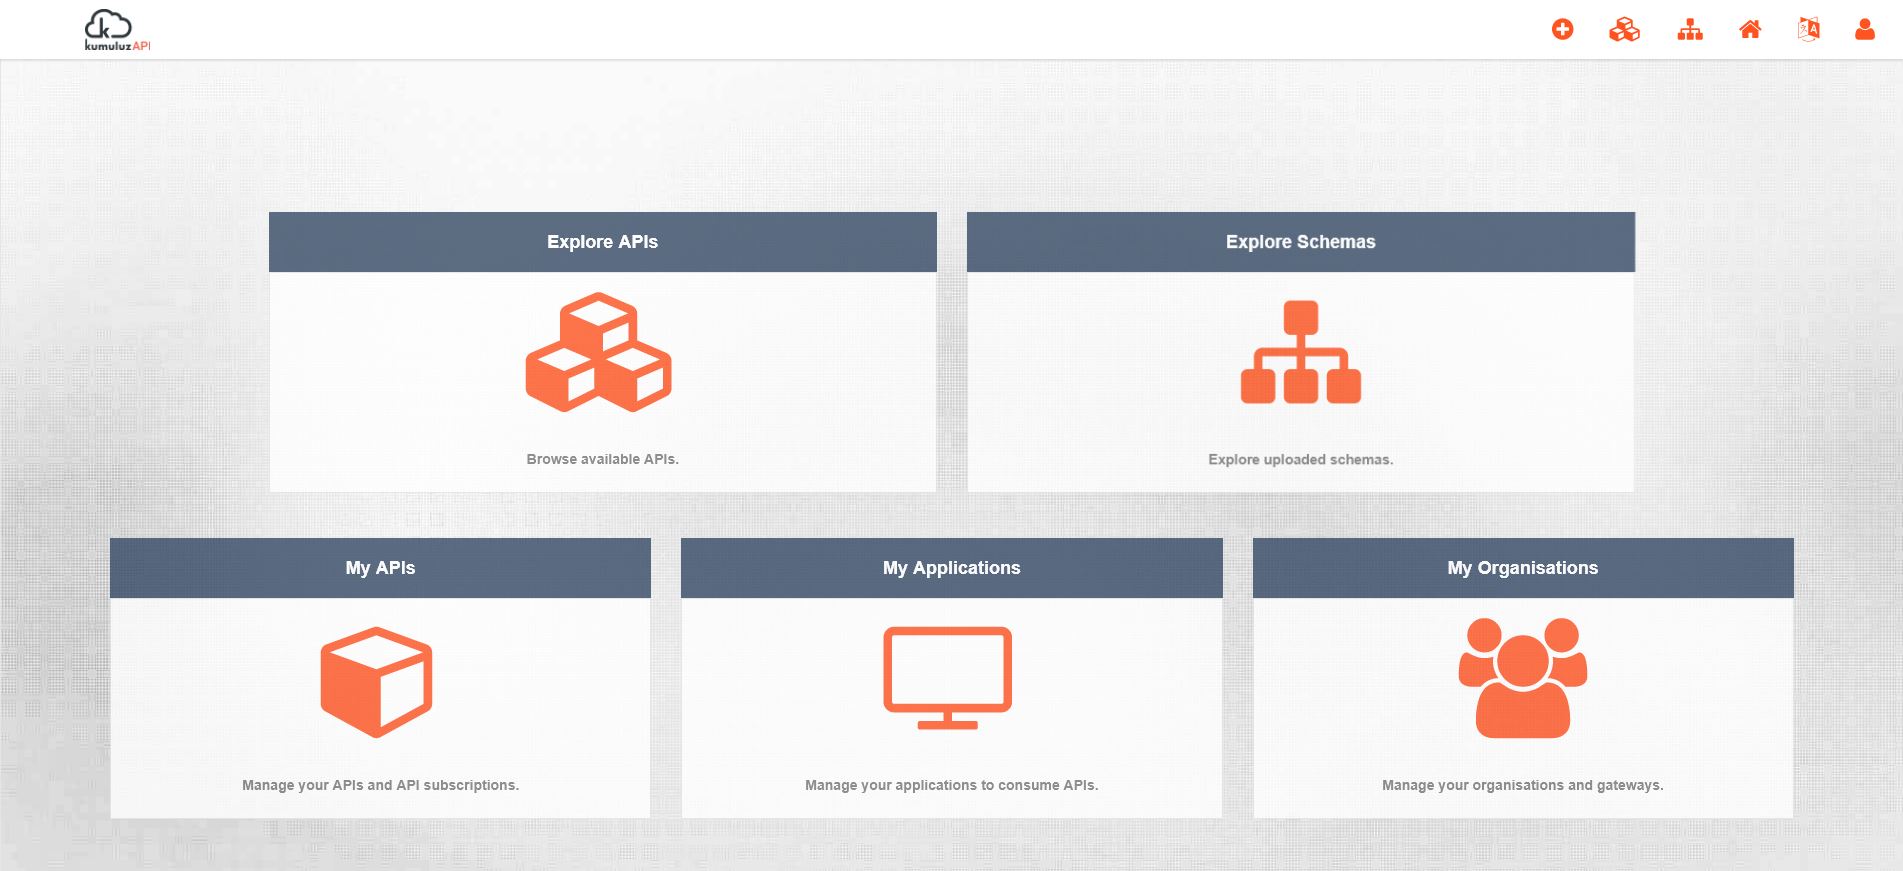 kumuluzAPI
A
Explore APIs
Explore Schemas
Browse available APIs.
Explore uploaded schemas.
My APIs
My Applications
My Organisations
Manage your APIs and API subscriptions.
Manage your applications to consume APIs.
Manage your organisations and gateways.